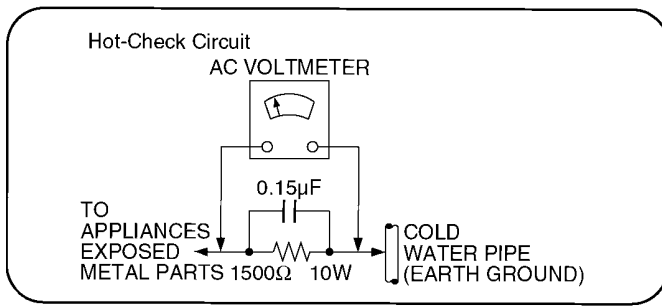 Hot-Check Circuit
AC VOLTMETER
0.15µF
TO
APPLIANCES
EXPOSED
METAL PARTS
1500Ω 10W
COLD
WATER PIPE
(EARTH GROUND)